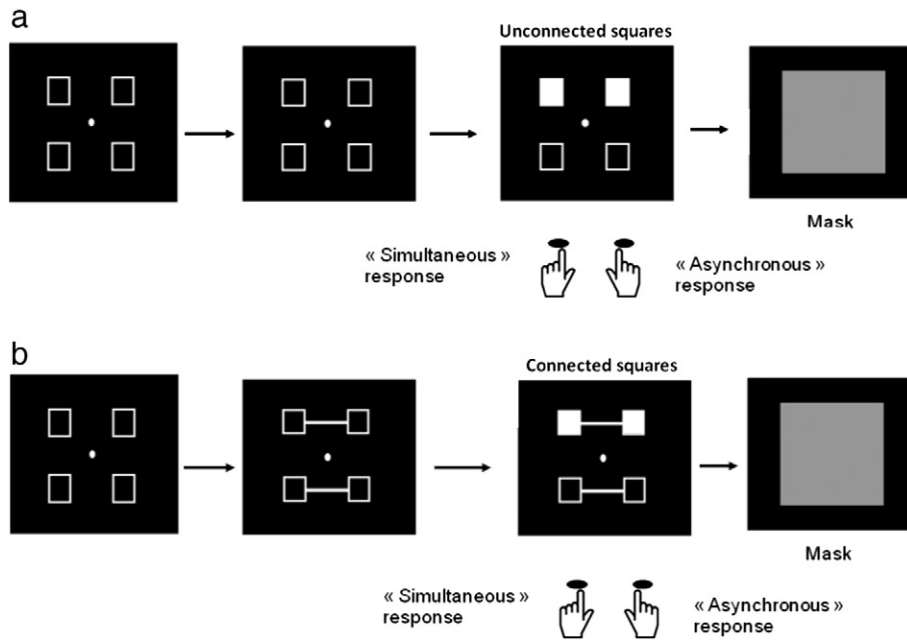 a
Unconnected squares
Mask
« Simultaneous »
response
« Asynchronous »
response
b
Connected squares
Mask
« Simultaneous »
response
« Asynchronous »
response